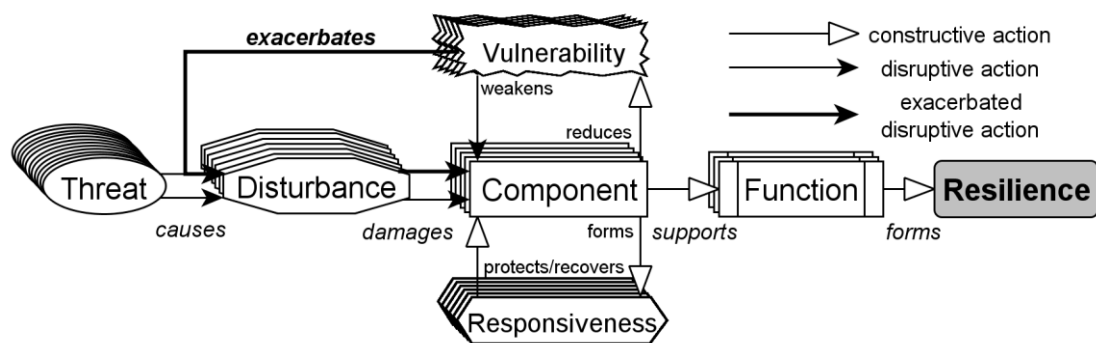 exacerbates
Vulnerability
weakens
constructive action
disruptive action
exacerbated
disruptive action
reduces
Threat
Disturbance
Component
Function
Resilience
causes
damages
forms
supports
forms
protects/recovers
Responsiveness